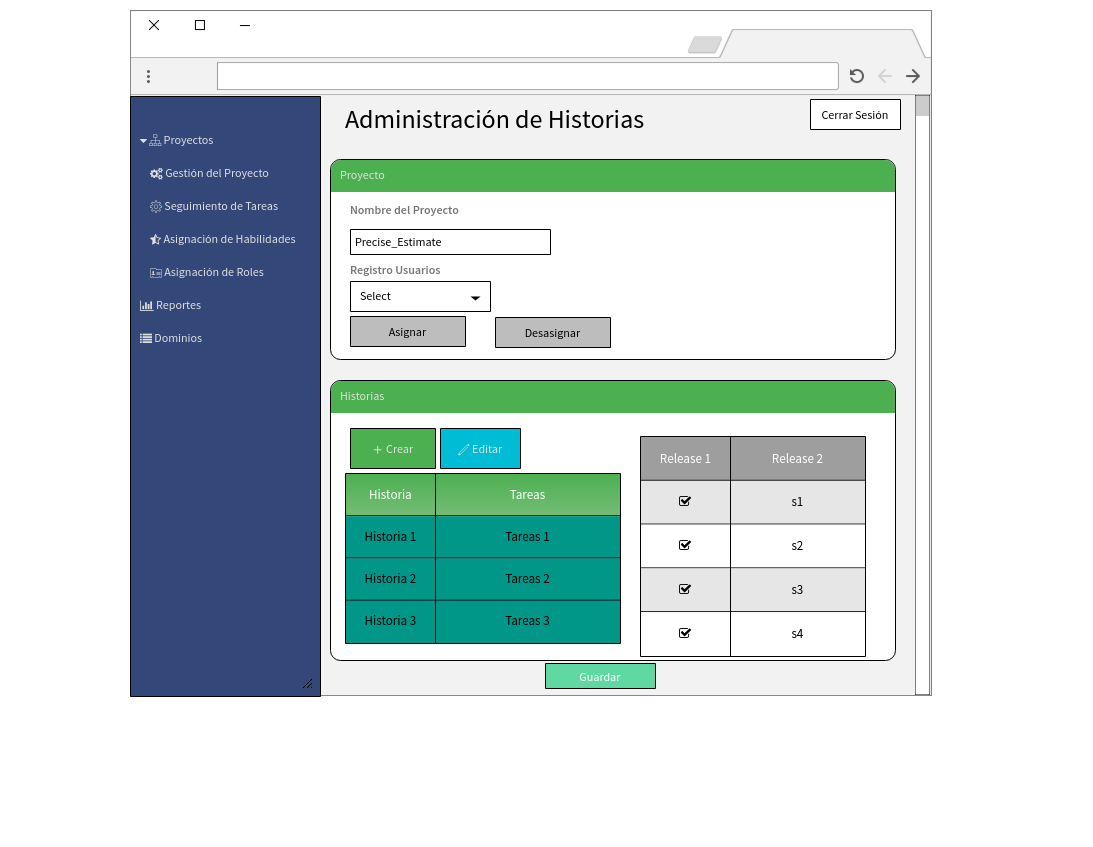 Administración de Historias
Cerrar Sesión
Proyectos
Gestión del Proyecto
Seguimiento de Tareas
Asignación de Habilidades
Asignación de Roles
Reportes
Dominios
Proyecto
Nombre del Proyecto
Precise_Estimate
Registro Usuarios
Select
Asignar Desasignar
Historias
Crear Editar
Historia Tareas
Historia 1 Tareas 1
Historia 2 Tareas 2
Historia 3 Tareas 3
Release 1 Release 2
s1
s2
s3
s4
Guardar